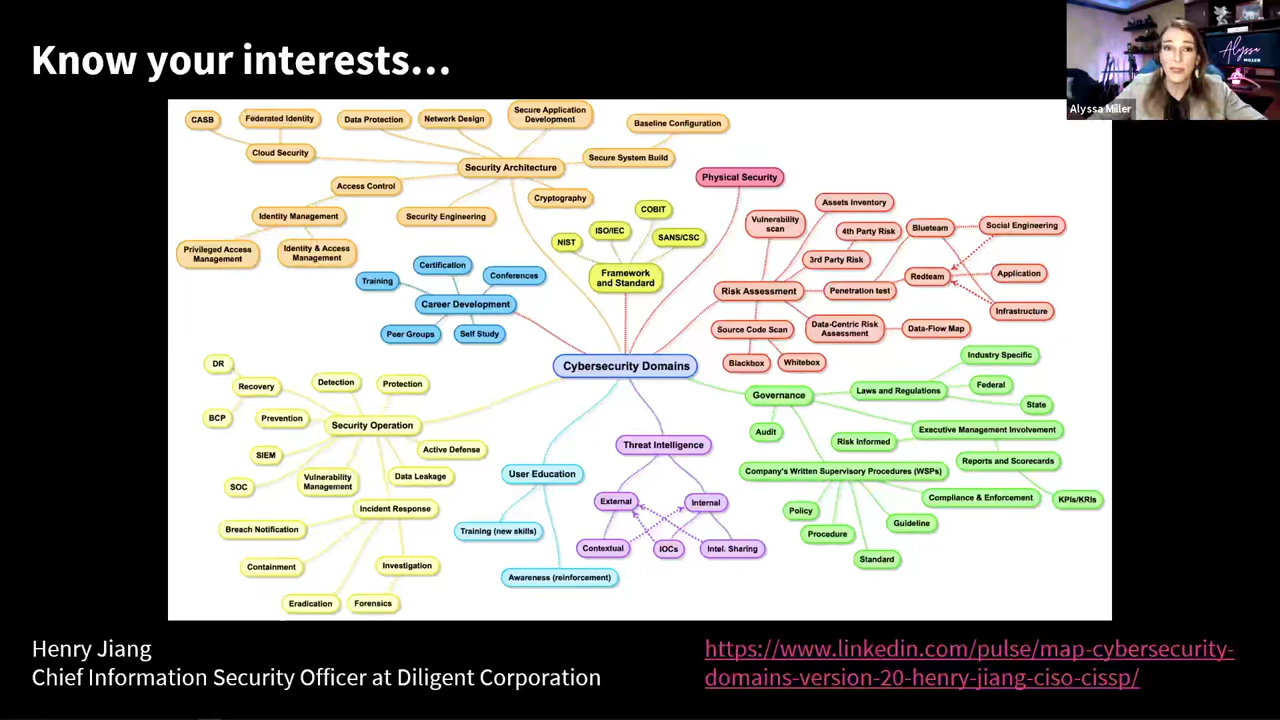 Know your interests...
Alyssa
MILLER
Alyssa Miller
CASB
Federated Identity
Data Protection
Network Design
Secure Application
Development
Baseline Configuration
Cloud Security
Security Architecture
Secure System Build
Access Control
Cryptography
Identity Management
Security Engineering
Privileged Access
Management
Identity & Access
Management
Physical Security
COBIT
ISO/IEC
NIST
SANS/CSC
Framework
and Standard
Vulnerability
scan
Assets Inventory
4th Party Risk
Blueteam
Social Engineering
3rd Party Risk
Redteam
Application
Risk Assessment
Penetration test
Infrastructure
Source Code Scan
Data-Centric Risk
Assessment
Data-Flow Map
Blackbox
Whitebox
Certification
Training
Conferences
Career Development
Peer Groups
Self Study
Cybersecurity Domains
DR
Recovery
Detection
Protection
BCP
Prevention
Security Operation
SIEM
Active Defense
SOC
Vulnerability
Management
Data Leakage
Incident Response
Breach Notification
Containment
Investigation
Eradication
Forensics
User Education
Training (new skills)
Awareness (reinforcement)
Threat Intelligence
External
Internal
Contextual
IOCs
Intel. Sharing
Industry Specific
Governance
Laws and Regulations
Federal
State
Audit
Risk Informed
Executive Management Involvement
Company's Written Supervisory Procedures (WSPs)
Reports and Scorecards
Compliance & Enforcement
KPIs/KRIs
Policy
Procedure
Guideline
Standard
Henry Jiang
Chief Information Security Officer at Diligent Corporation
https://www.linkedin.com/pulse/map-cybersecurity-
domains-version-20-henry-jiang-ciso-cissp/